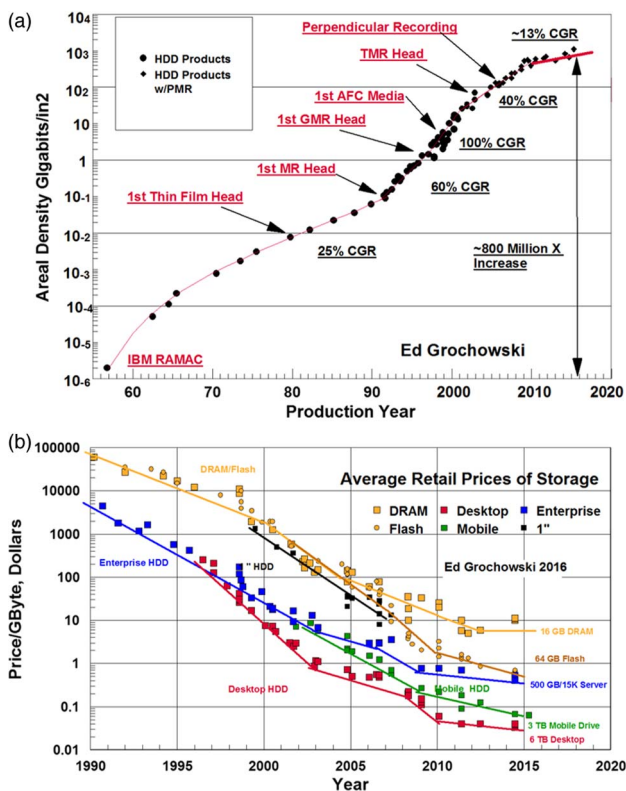 (a)
Perpendicular Recording
~13% CGR
TMR Head
HDD Products
HDD Products
w/PMR
40% CGR
1st AFC Media
1st GMR Head
100% CGR
1st MR Head
60% CGR
1st Thin Film Head
25% CGR
~800 Million X
Increase
IBM RAMAC
Ed Grochowski
Areal Density GIgabits/in2
10^4
10^3
10^2
10
1
10-1
10-2
10-3
10-4
10-5
10-6
60 70 80 90 2000 2010 2020
Production Year
(b)
Average Retail Prices of Storage
DRAM Desktop Enterprise
Flash Mobile 1"
Ed Grochowski 2016
DRAM/Flash
Enterprise HDD
" HDD
Desktop HDD
Mobile HDD
16 GB DRAM
64 GB Flash
500 GB/15K Server
3 TB Mobile Drive
6 TB Desktop
Price/GByte, Dollars
100000
10000
1000
100
10
1
0.1
0.01
1990 1995 2000 2005 2010 2015 2020
Year